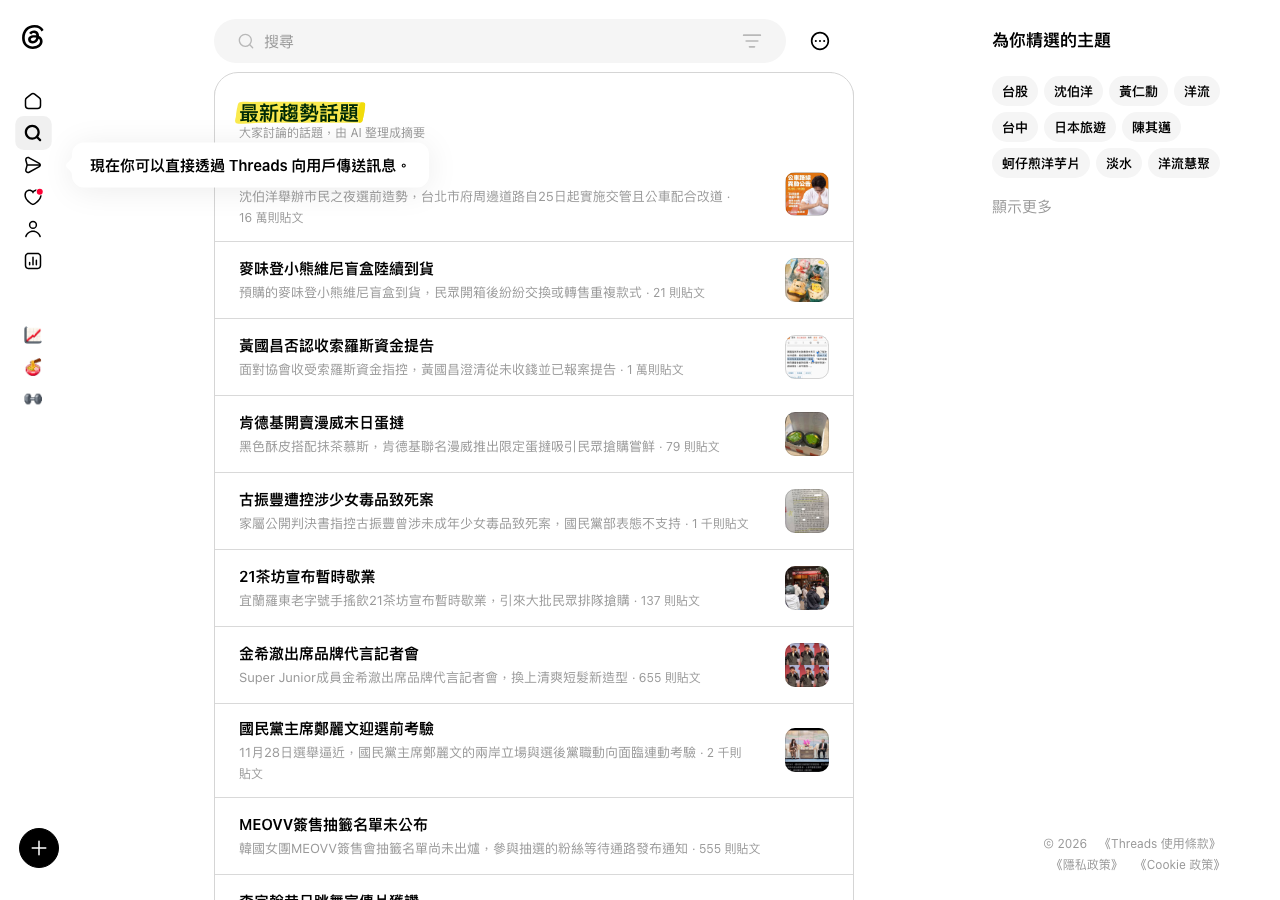 搜尋
最新趨勢話題
大家討論的話題，由 AI 整理成摘要
現在你可以直接透過 Threads 向用戶傳送訊息。
沈伯洋舉辦市民之夜選前造勢，台北市府周邊道路自25日起實施交管且公車配合改道 ·
16 萬則貼文
麥味登小熊維尼盲盒陸續到貨
預購的麥味登小熊維尼盲盒到貨，民眾開箱後紛紛交換或轉售重複款式 · 21 則貼文
黃國昌否認收索羅斯資金提告
面對協會收受索羅斯資金指控，黃國昌澄清從未收錢並已報案提告 · 1 萬則貼文
肯德基開賣漫威末日蛋撻
黑色酥皮搭配抹茶慕斯，肯德基聯名漫威推出限定蛋撻吸引民眾搶購嘗鮮 · 79 則貼文
古振豐遭控涉少女毒品致死案
家屬公開判決書指控古振豐曾涉未成年少女毒品致死案，國民黨部表態不支持 · 1 千則貼文
21茶坊宣布暫時歇業
宜蘭羅東老字號手搖飲21茶坊宣布暫時歇業，引來大批民眾排隊搶購 · 137 則貼文
金希澈出席品牌代言記者會
Super Junior成員金希澈出席品牌代言記者會，換上清爽短髮新造型 · 655 則貼文
國民黨主席鄭麗文迎選前考驗
11月28日選舉逼近，國民黨主席鄭麗文的兩岸立場與選後黨職動向面臨連動考驗 · 2 千則
貼文
MEOVV簽售抽籤名單未公布
韓國女團MEOVV簽售會抽籤名單尚未出爐，參與抽選的粉絲等待通路發布通知 · 555 則貼文
為你精選的主題
台股 沈伯洋 黃仁勳 洋流
台中 日本旅遊 陳其邁
蚵仔煎洋芋片 淡水 洋流慧聚
顯示更多
© 2026 《Threads 使用條款》
《隱私政策》 《Cookie 政策》